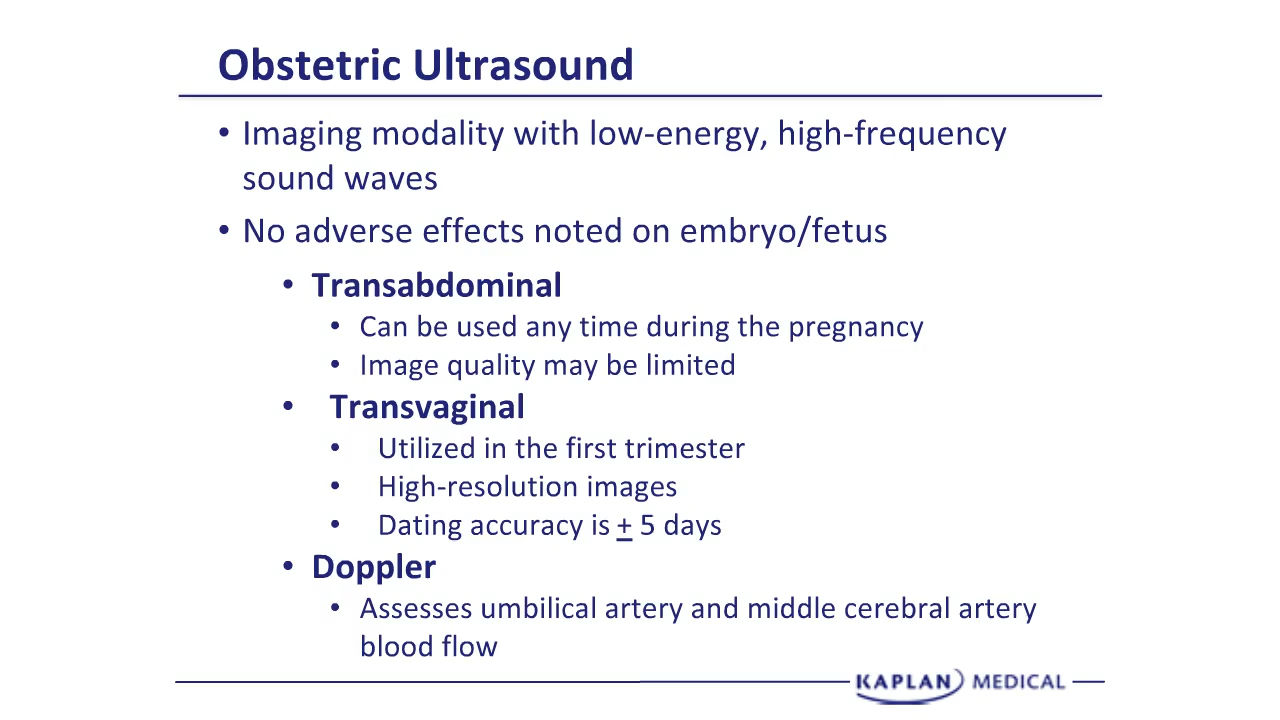 Obstetric Ultrasound
• Imaging modality with low-energy, high-frequency
sound waves
• No adverse effects noted on embryo/fetus
• Transabdominal
• Can be used any time during the pregnancy
• Image quality may be limited
• Transvaginal
• Utilized in the first trimester
• High-resolution images
• Dating accuracy is ± 5 days
• Doppler
• Assesses umbilical artery and middle cerebral artery
blood flow
KAPLAN MEDICAL